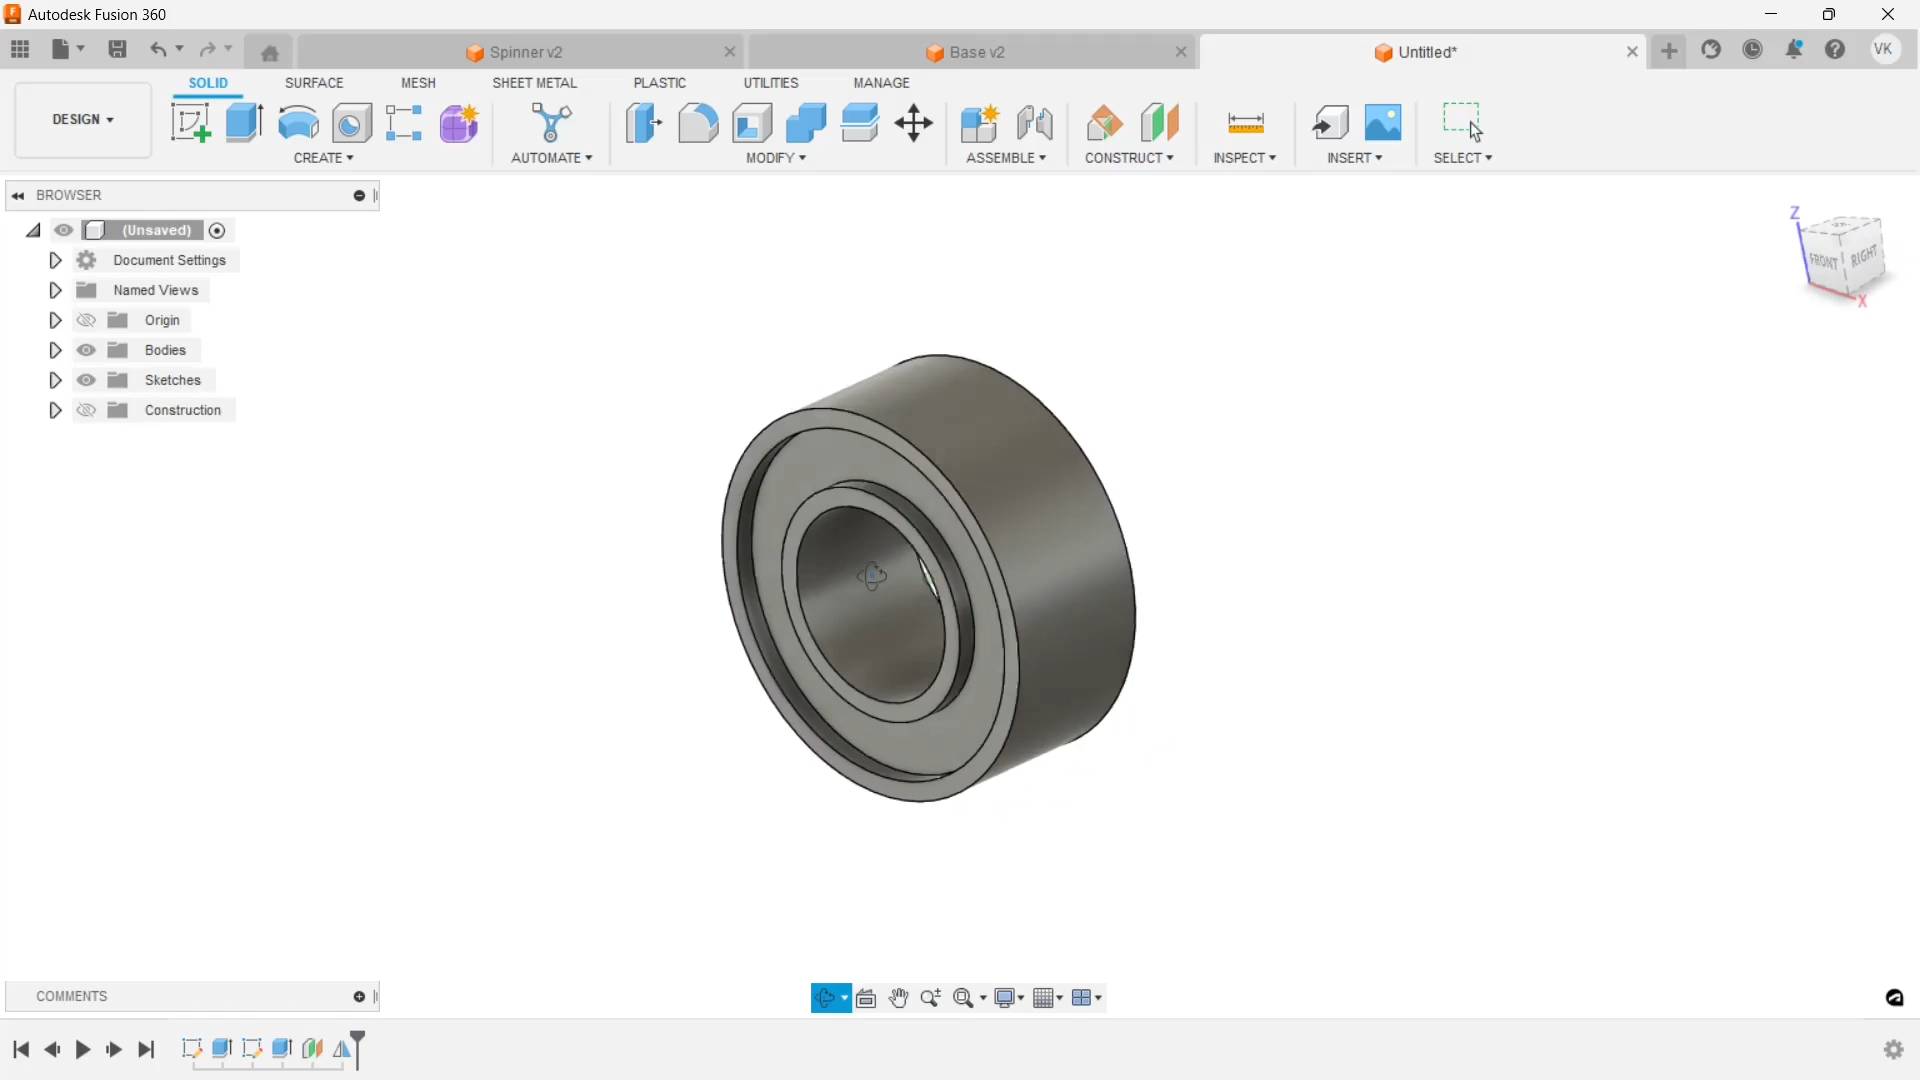 Autodesk Fusion 360
Spinner v2
Base v2
Untitled*
VK
SOLID SURFACE MESH SHEET METAL PLASTIC UTILITIES MANAGE
DESIGN
CREATE AUTOMATE MODIFY ASSEMBLE CONSTRUCT INSPECT INSERT SELECT
BROWSER
(Unsaved)
Document Settings
Named Views
Origin
Bodies
Sketches
Construction
Z
FRONT
RIGHT
X
COMMENTS